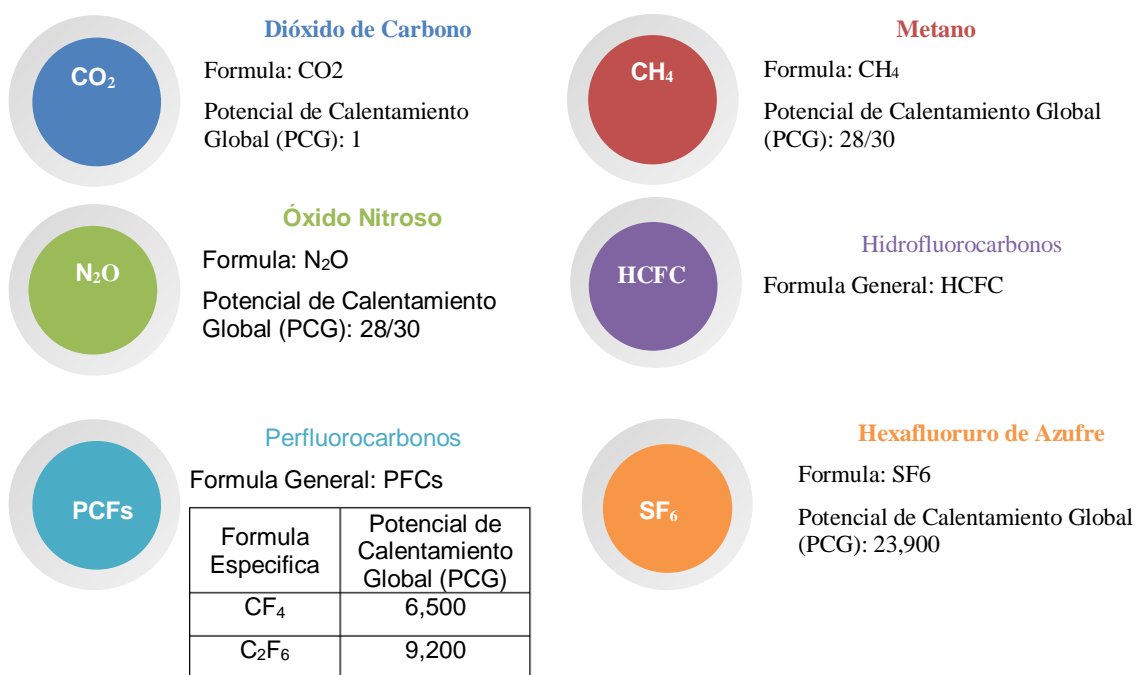 CO₂
Dióxido de Carbono
Formula: CO2
Potencial de Calentamiento
Global (PCG): 1
CH₄
Metano
Formula: CH₄
Potencial de Calentamiento Global
(PCG): 28/30
N₂O
Óxido Nitroso
Formula: N₂O
Potencial de Calentamiento
Global (PCG): 28/30
HCFC
Hidrofluorocarbonos
Formula General: HCFC
PCFs
Perfluorocarbonos
Formula General: PFCs
Formula
Especifica
Potencial de
Calentamiento
Global (PCG)
CF₄
6,500
C₂F₆
9,200
SF₆
Hexafluoruro de Azufre
Formula: SF6
Potencial de Calentamiento Global
(PCG): 23,900